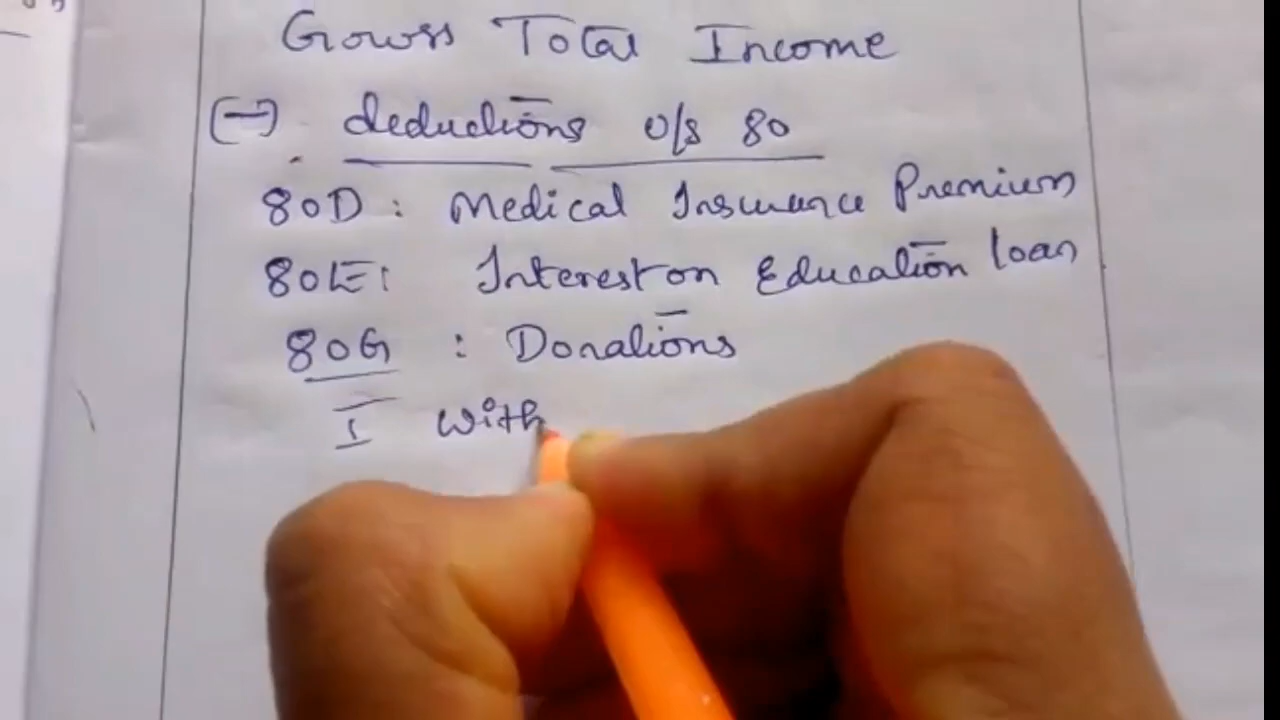 Gross Total Income
(-) deductions u/s 80
80D : Medical Insurance Premium
80E: Interest on Education loan
80G : Donations
I With